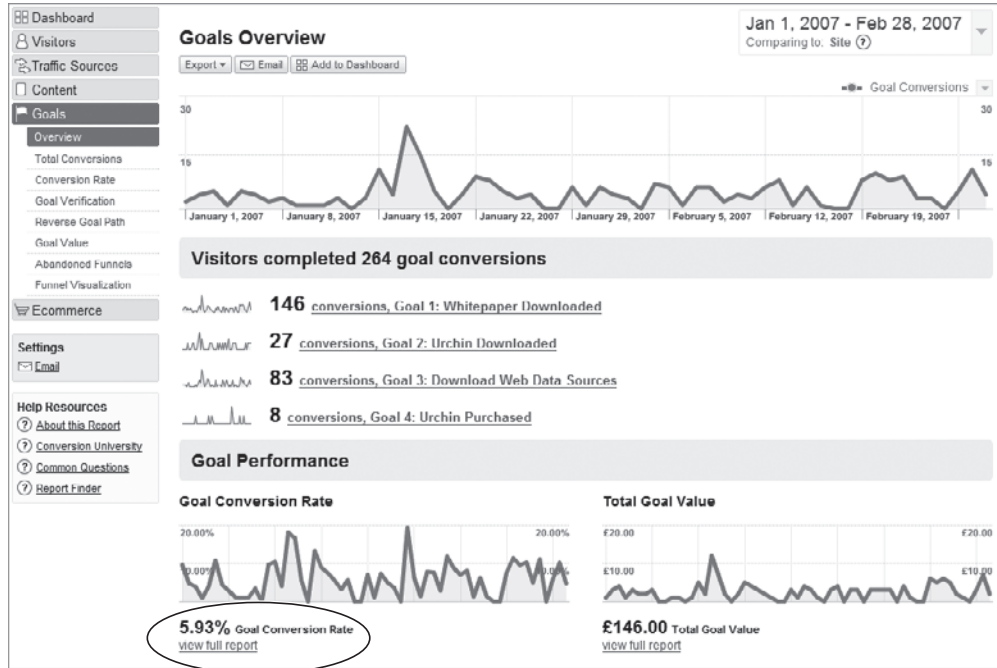 Dashboard
Visitors
Traffic Sources
Content
Goals
Overview
Total Conversions
Conversion Rate
Goal Verification
Reverse Goal Path
Goal Value
Abandoned Funnels
Funnel Visualization
Ecommerce
Settings
Email
Help Resources
? About this Report
? Conversion University
? Common Questions
? Report Finder
Goals Overview
Jan 1, 2007 - Feb 28, 2007
Comparing to: Site ?
Export Email Add to Dashboard
Goal Conversions
30 30
15 15
January 1, 2007 January 8, 2007 January 15, 2007 January 22, 2007 January 29, 2007 February 5, 2007 February 12, 2007 February 19, 2007
Visitors completed 264 goal conversions
146 conversions, Goal 1: Whitepaper Downloaded
27 conversions, Goal 2: Urchin Downloaded
83 conversions, Goal 3: Download Web Data Sources
8 conversions, Goal 4: Urchin Purchased
Goal Performance
Goal Conversion Rate
20.00% 20.00%
5.93% Goal Conversion Rate
view full report
Total Goal Value
£20.00 £20.00
£10.00 £10.00
£146.00 Total Goal Value
view full report